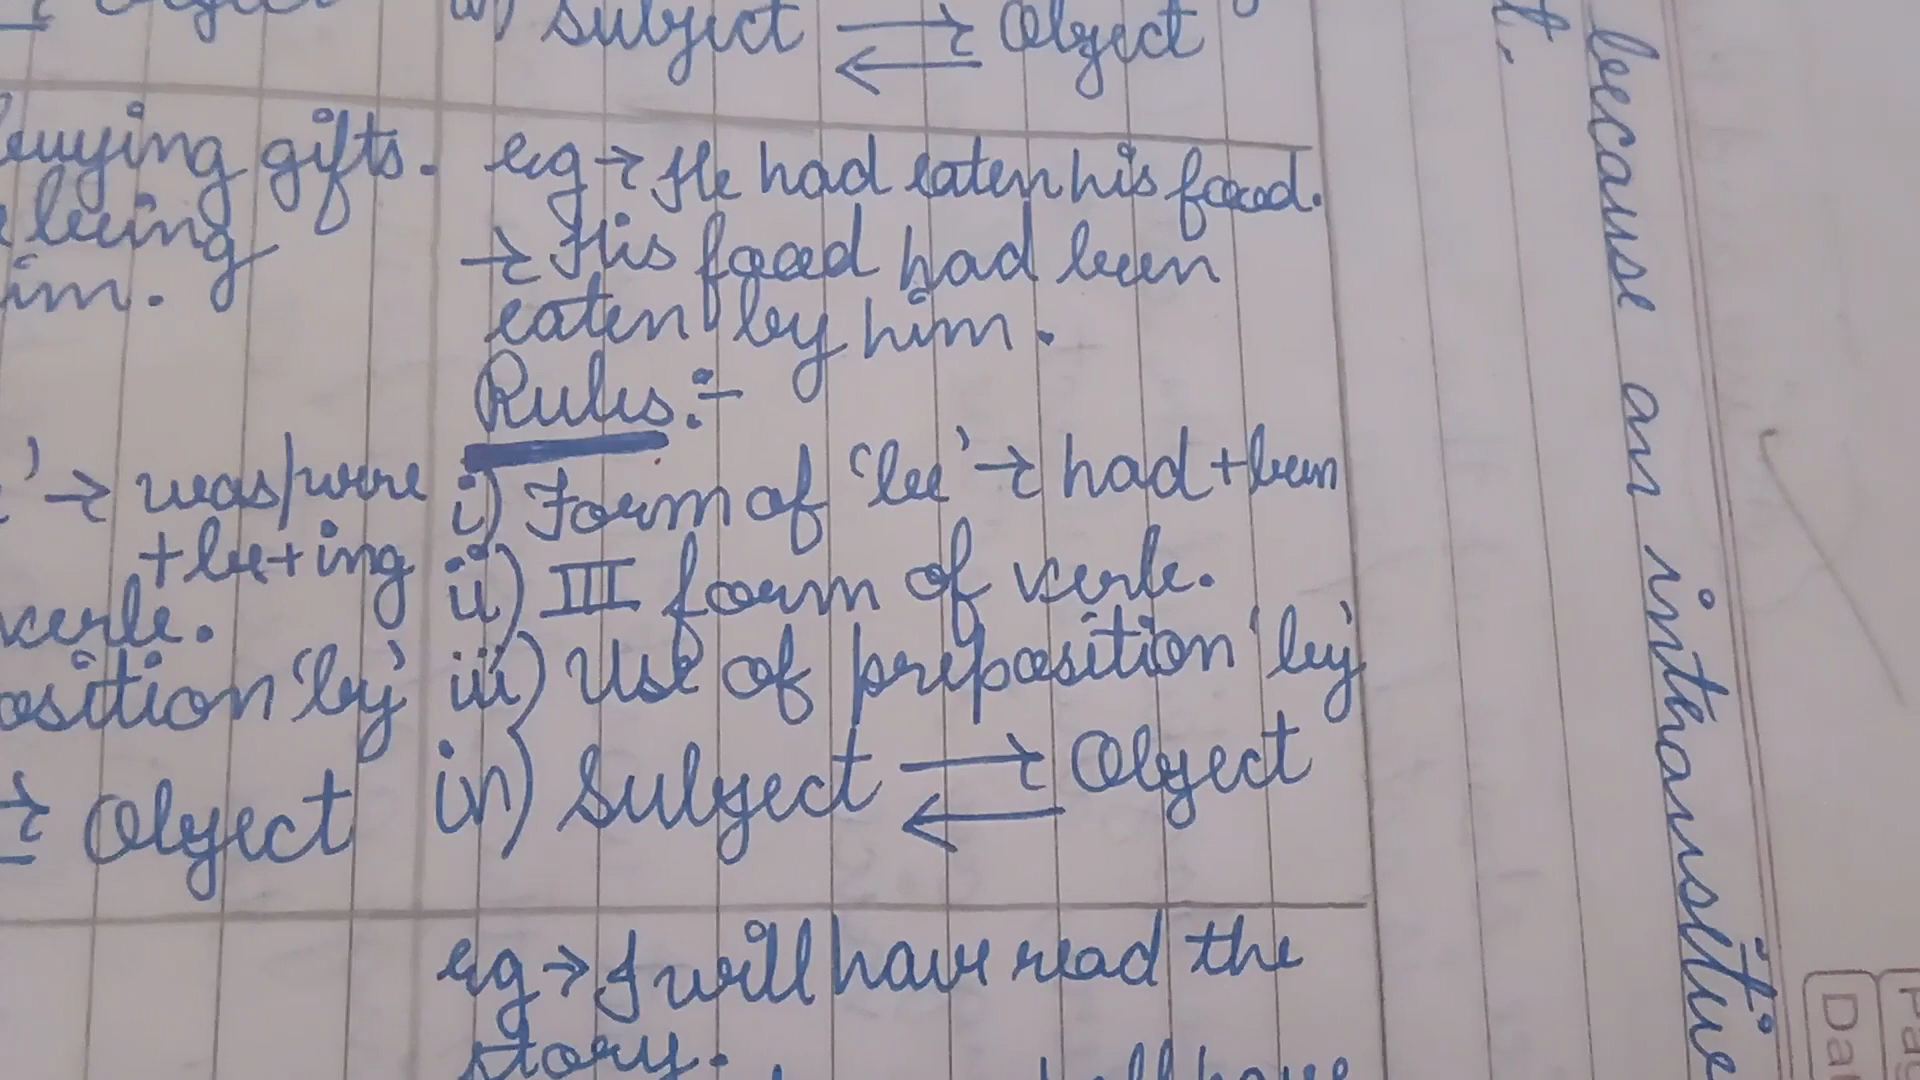 Subject ⇄ Object
buying gifts.
being
im.
eg → He had eaten his food.
→ His food had been
eaten by him.
Rules :-
' → was/were
+ be + ing
verb.
osition 'by'
→ Object
i) Form of 'be' → had + been
ii) III form of verb.
iii) Use of preposition 'by'
iv) Subject ⇄ Object
eg → I will have read the
story.
because an intransitive
t.